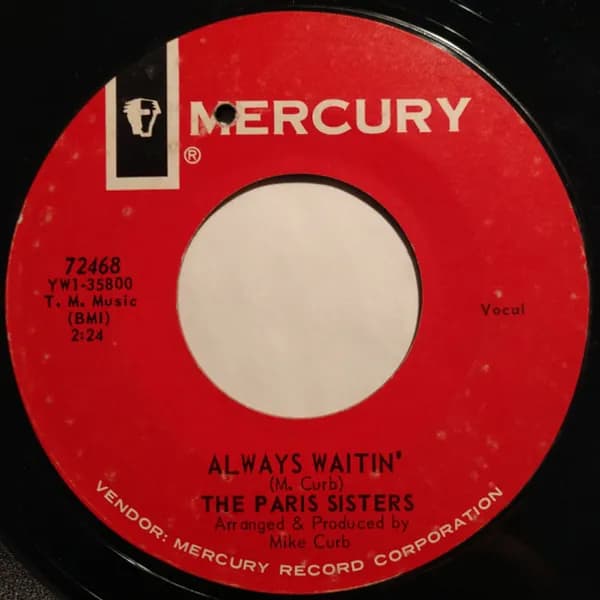 MERCURY
®
72468
YW1-35800
T. M. Music
(BMI)
2:24
Vocal
ALWAYS WAITIN'
(M. Curb)
THE PARIS SISTERS
Arranged & Produced by
Mike Curb
VENDOR: MERCURY RECORD CORPORATION